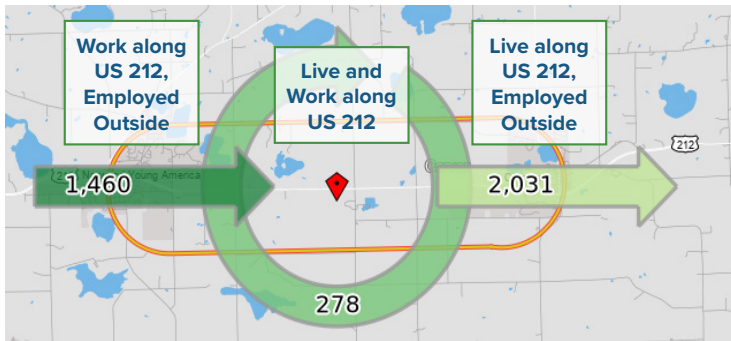 Work along
US 212,
Employed
Outside
Live and
Work along
US 212
Live along
US 212,
Employed
Outside
212
1,460
Young America
2,031
278